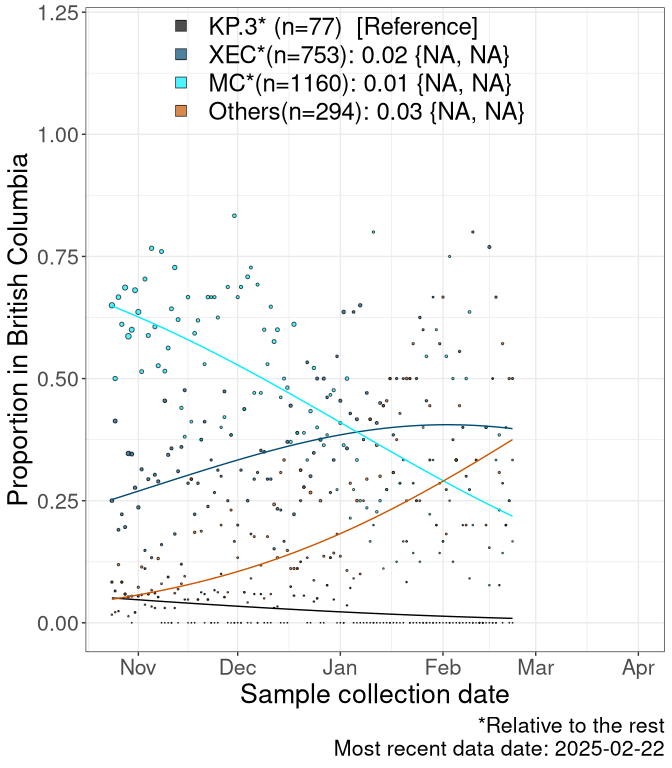 KP.3* (n=77)  [Reference]
XEC*(n=753): 0.02 {NA, NA}
MC*(n=1160): 0.01 {NA, NA}
Others(n=294): 0.03 {NA, NA}
1.25
1.00
0.75
0.50
0.25
0.00
Proportion in British Columbia
Nov Dec Jan Feb Mar Apr
Sample collection date
*Relative to the rest
Most recent data date: 2025-02-22